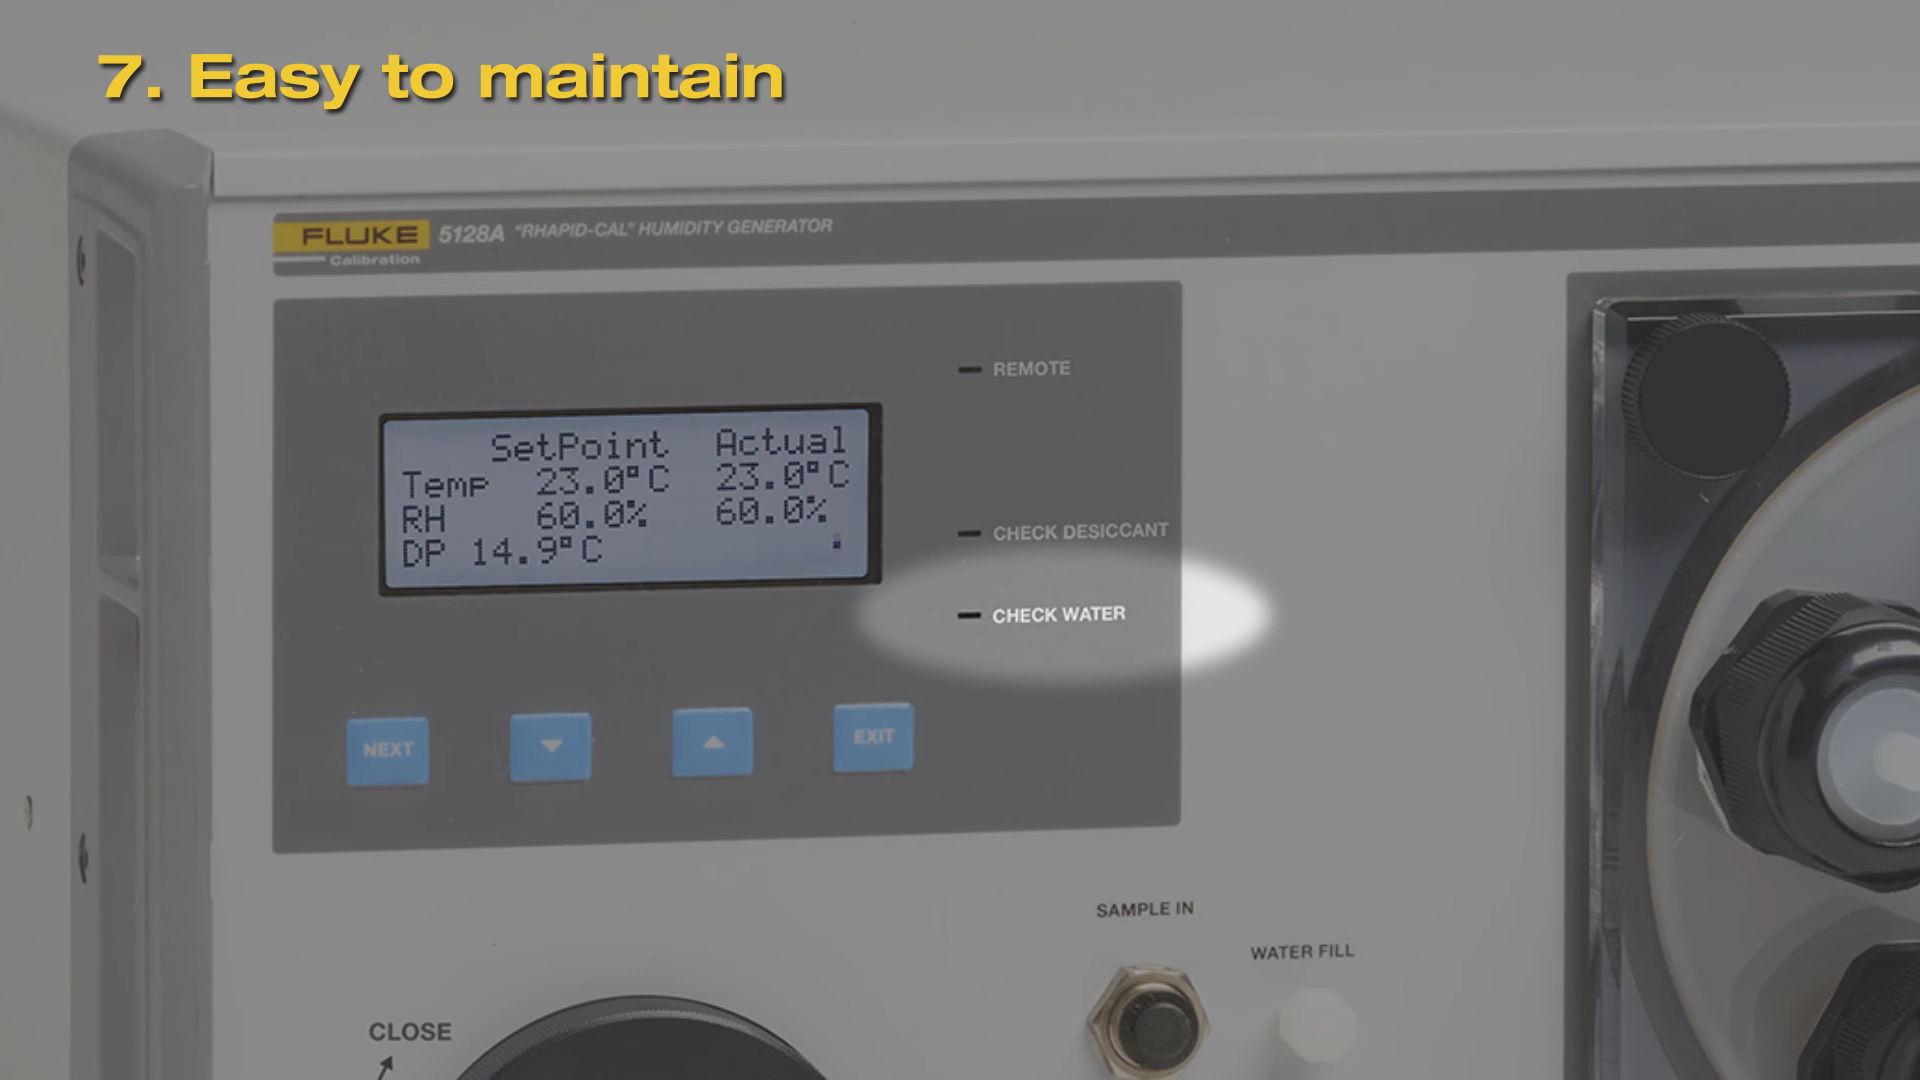 7. Easy to maintain
FLUKE
Calibration
5128A "RHAPID-CAL" HUMIDITY GENERATOR
REMOTE
SetPoint Actual
Temp 23.0°C 23.0°C
RH 60.0% 60.0%
DP 14.9°C
CHECK DESICCANT
CHECK WATER
NEXT
EXIT
SAMPLE IN
WATER FILL
CLOSE